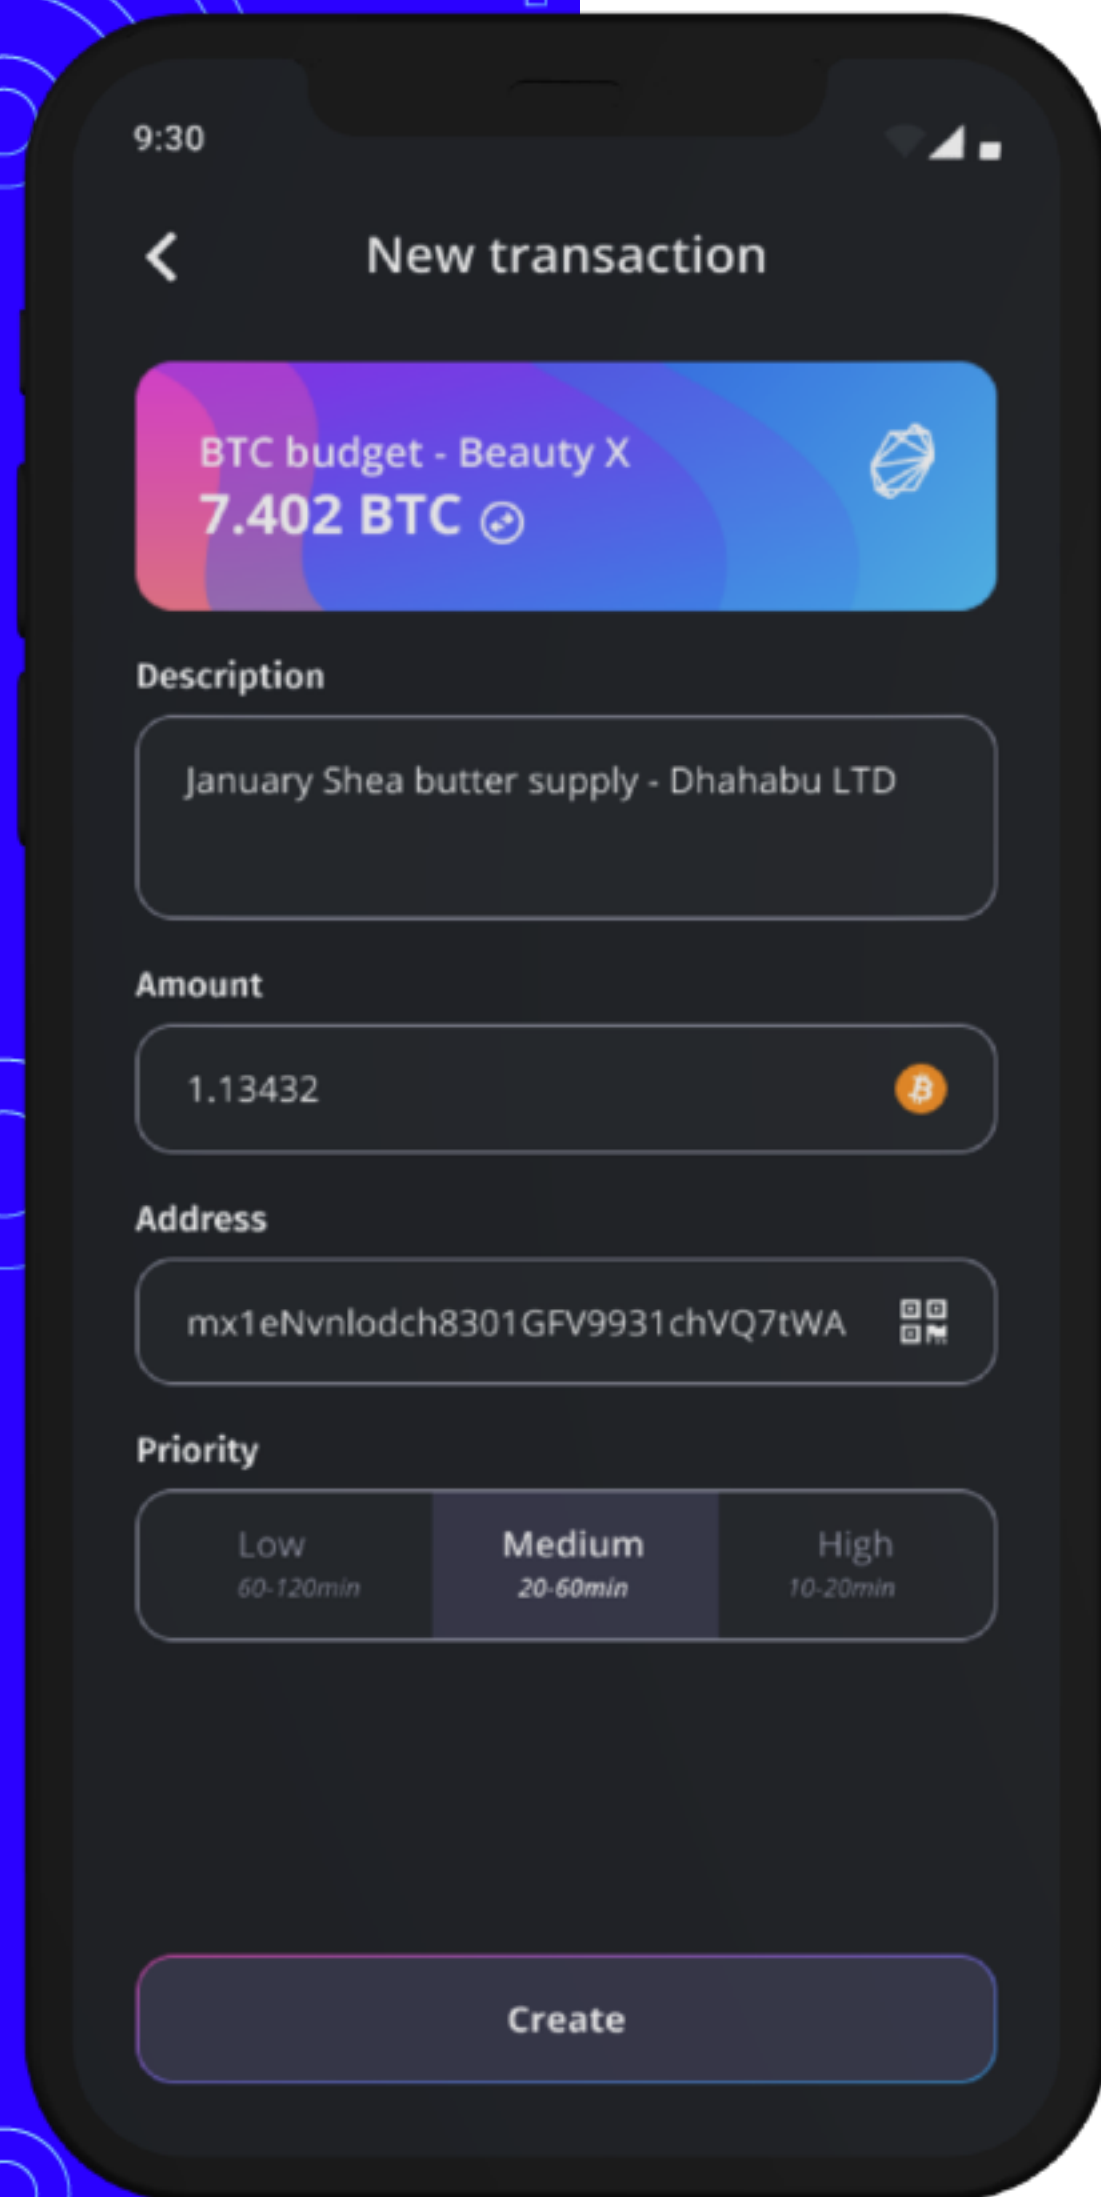 9:30
New transaction
BTC budget - Beauty X
7.402 BTC
Description
January Shea butter supply - Dhahabu LTD
Amount
1.13432
Address
mx1eNvnlodch8301GFV9931chVQ7tWA
Priority
Low Medium High
60-120min 20-60min 10-20min
Create